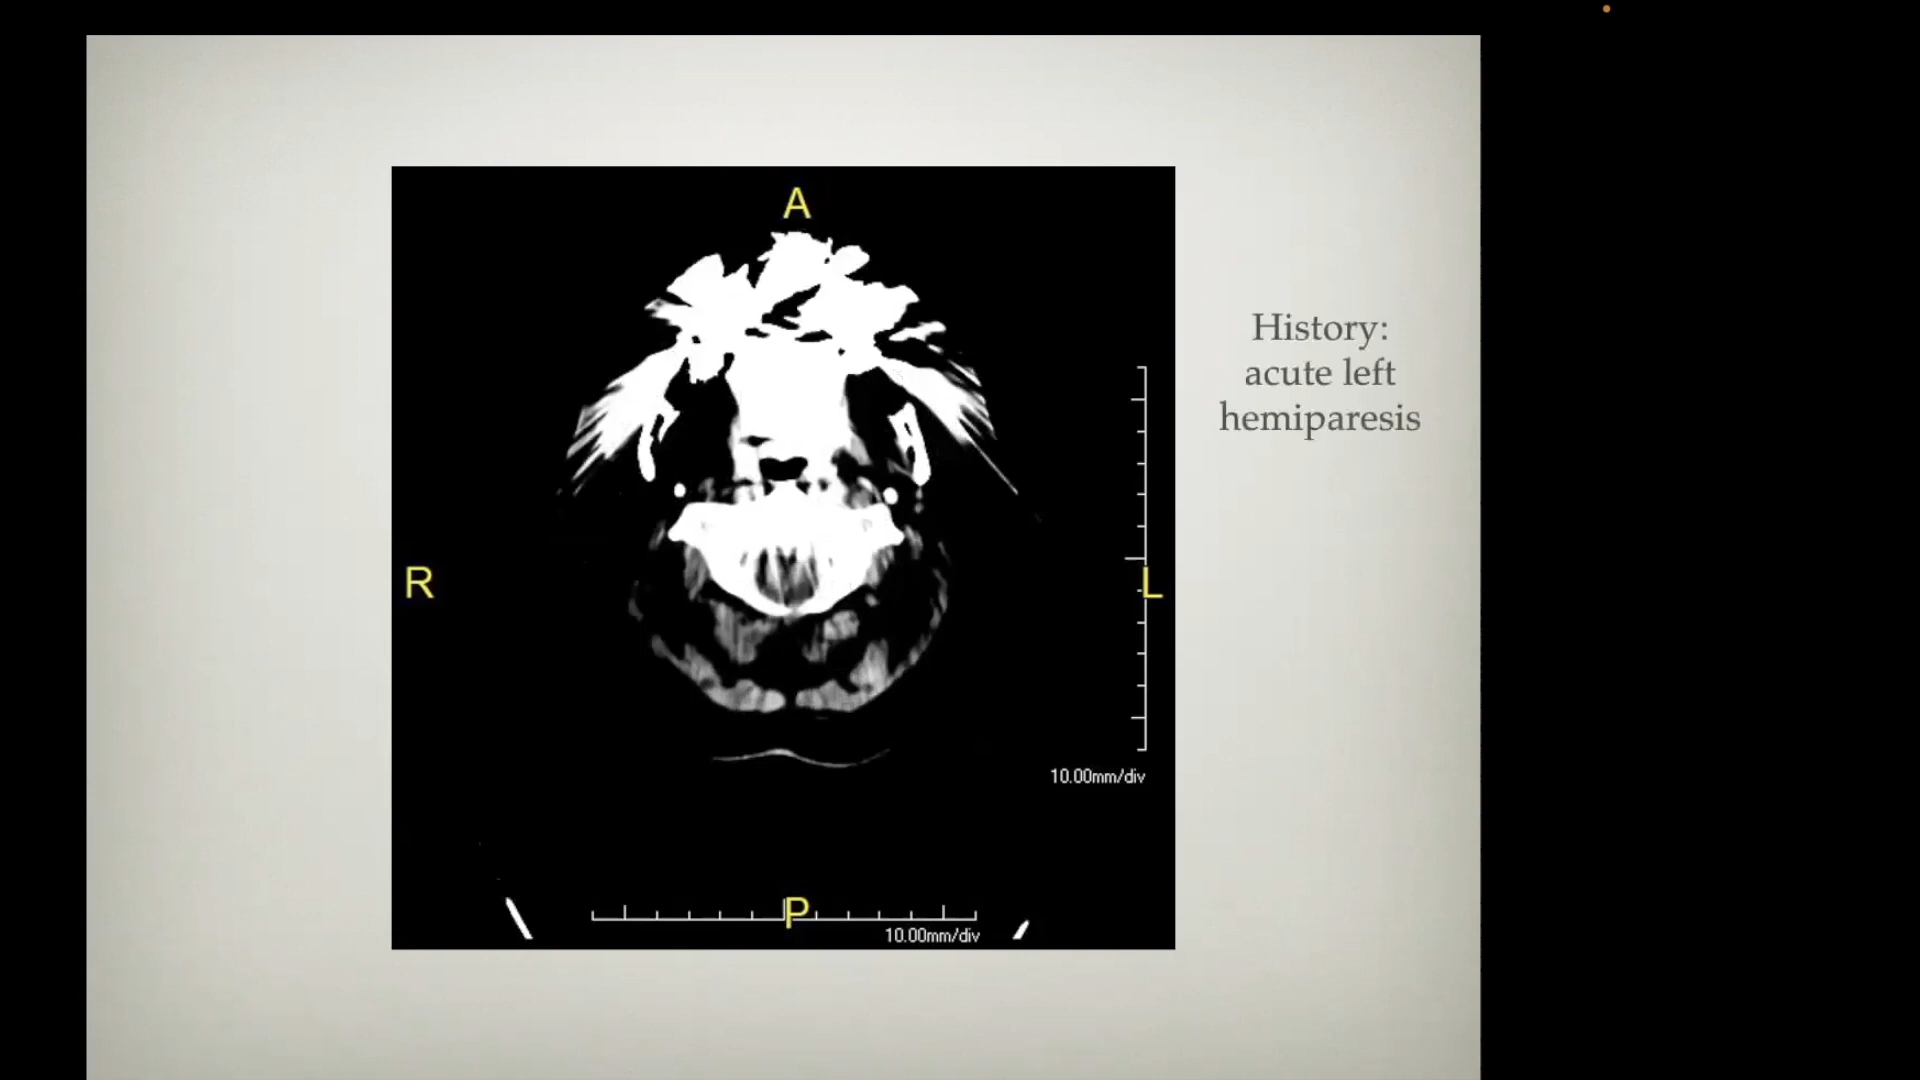 A
History:
acute left
hemiparesis
R
L
10.00mm/div
P
10.00mm/div